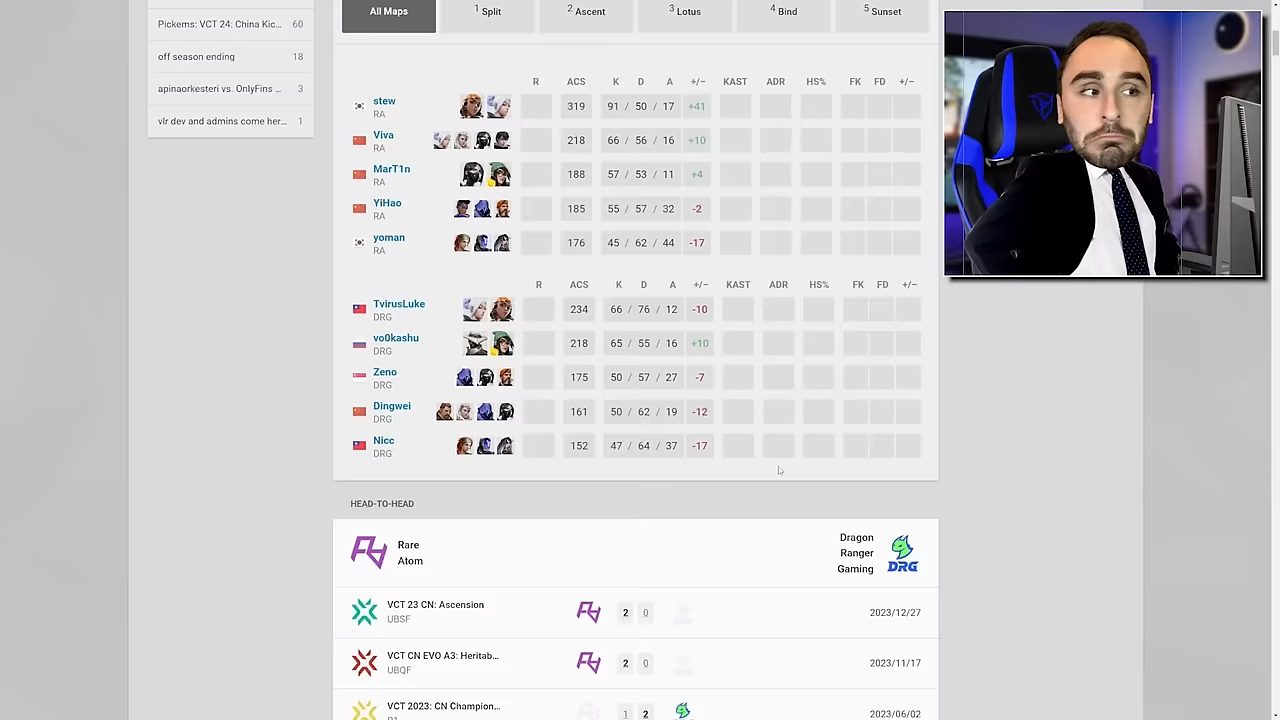 Pickems: VCT 24: China Kic... 60
off season ending 18
apinaorkesteri vs. OnlyFins ... 3
vlr dev and admins come her... 1
All Maps 1 Split 2 Ascent 3 Lotus 4 Bind 5 Sunset
R ACS K D A +/– KAST ADR HS% FK FD +/–
stew RA 319 91 / 50 / 17 +41
Viva RA 218 66 / 56 / 16 +10
MarT1n RA 188 57 / 53 / 11 +4
YiHao RA 185 55 / 57 / 32 -2
yoman RA 176 45 / 62 / 44 -17
R ACS K D A +/– KAST ADR HS% FK FD +/–
TvirusLuke DRG 234 66 / 76 / 12 -10
vo0kashu DRG 218 65 / 55 / 16 +10
Zeno DRG 175 50 / 57 / 27 -7
Dingwei DRG 161 50 / 62 / 19 -12
Nicc DRG 152 47 / 64 / 37 -17
HEAD-TO-HEAD
Rare
Atom
Dragon
Ranger
Gaming
DRG
VCT 23 CN: Ascension
UBSF
2 0
2023/12/27
VCT CN EVO A3: Heritab...
UBQF
2 0
2023/11/17
VCT 2023: CN Champion...
1 2
2023/06/02